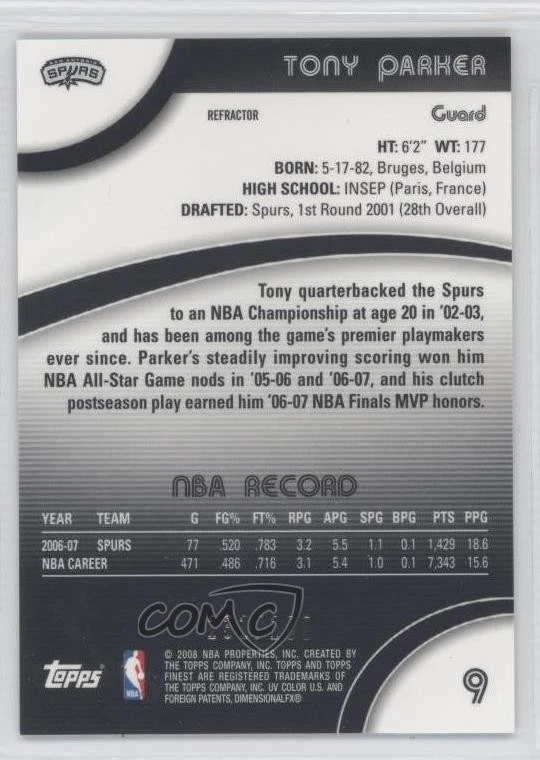 SAN ANTONIO
SPURS
TONY PARKER
REFRACTOR
Guard
HT: 6'2" WT: 177
BORN: 5-17-82, Bruges, Belgium
HIGH SCHOOL: INSEP (Paris, France)
DRAFTED: Spurs, 1st Round 2001 (28th Overall)
Tony quarterbacked the Spurs
to an NBA Championship at age 20 in '02-03,
and has been among the game's premier playmakers
ever since. Parker's steadily improving scoring won him
NBA All-Star Game nods in '05-06 and '06-07, and his clutch
postseason play earned him '06-07 NBA Finals MVP honors.
NBA RECORD
YEAR TEAM G FG% FT% RPG APG SPG BPG PTS PPG
2006-07 SPURS 77 .520 .783 3.2 5.5 1.1 0.1 1,429 18.6
NBA CAREER 471 .486 .716 3.1 5.4 1.0 0.1 7,343 15.6
COMC
Topps
NBA
© 2008 NBA PROPERTIES, INC. CREATED BY
THE TOPPS COMPANY, INC. TOPPS AND TOPPS
FINEST ARE REGISTERED TRADEMARKS OF
THE TOPPS COMPANY, INC. UV COLOR U.S. AND
FOREIGN PATENTS, DIMENSIONALFX®
9